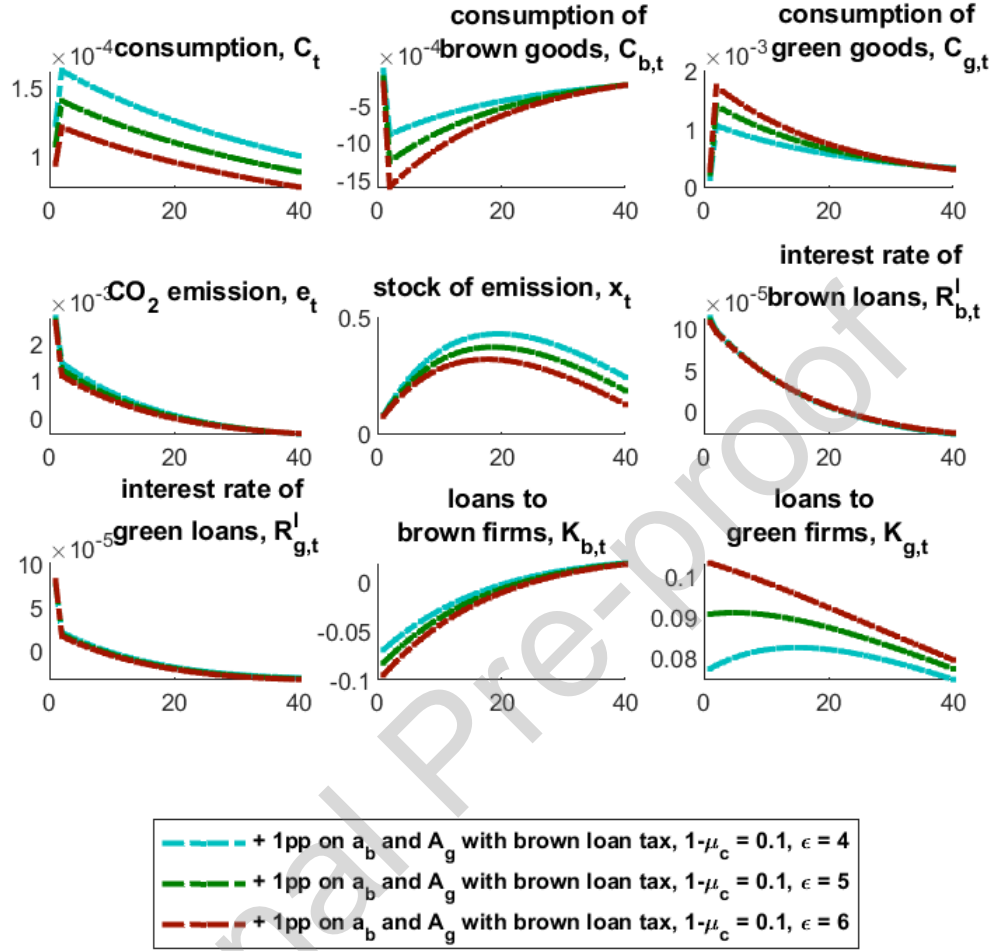 ×10⁻⁴ consumption, C_t
1.5
1
0 20 40
consumption of
×10⁻⁴ brown goods, C_b,t
-5
-10
-15
0 20 40
consumption of
×10⁻³ green goods, C_g,t
2
1
0
0 20 40
×10⁻³ CO₂ emission, e_t
2
1
0
0 20 40
stock of emission, x_t
0.5
0
0 20 40
interest rate of
×10⁻⁵ brown loans, R^l_b,t
10
5
0
0 20 40
interest rate of
×10⁻⁵ green loans, R^l_g,t
10
5
0
0 20 40
loans to
brown firms, K_b,t
0
-0.05
-0.1
0 20 40
loans to
green firms, K_g,t
0.1
0.09
0.08
0 20 40
+ 1pp on a_b and A_g with brown loan tax, 1-μ_c = 0.1, ϵ = 4
+ 1pp on a_b and A_g with brown loan tax, 1-μ_c = 0.1, ϵ = 5
+ 1pp on a_b and A_g with brown loan tax, 1-μ_c = 0.1, ϵ = 6
nal Pre-proof